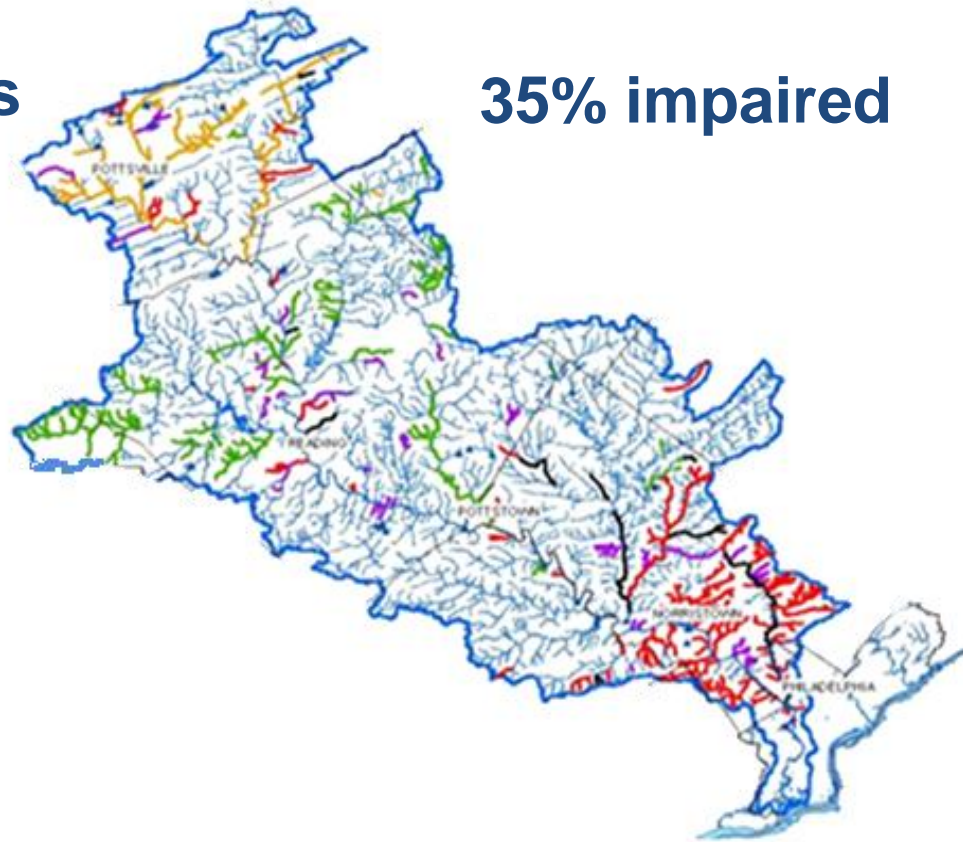 s
35% impaired
POTTSVILLE
READING
POTTSTOWN
NORRISTOWN
PHILADELPHIA